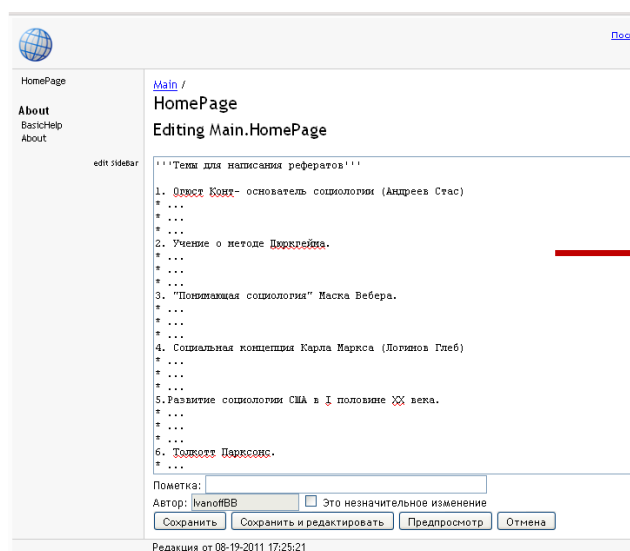 Пос
HomePage
About
BasicHelp
About
edit SideBar
Main /
HomePage
Editing Main.HomePage
'''Темы для написания рефератов'''
1. Огюст Конт- основатель социологии (Андреев Стас)
* ...
* ...
* ...
2. Учение о методе Дюркгейма.
* ...
* ...
* ...
3. "Понимающая социология" Макса Вебера.
* ...
* ...
* ...
4. Социальная концепция Карла Маркса (Логинов Глеб)
* ...
* ...
* ...
5.Развитие социологии США в I половине XX века.
* ...
* ...
* ...
6. Толкотт Парксонс.
* ...
Пометка:
Автор: IvanoffBB Это незначительное изменение
Сохранить Сохранить и редактировать Предпросмотр Отмена
Редакция от 08-19-2011 17:25:21